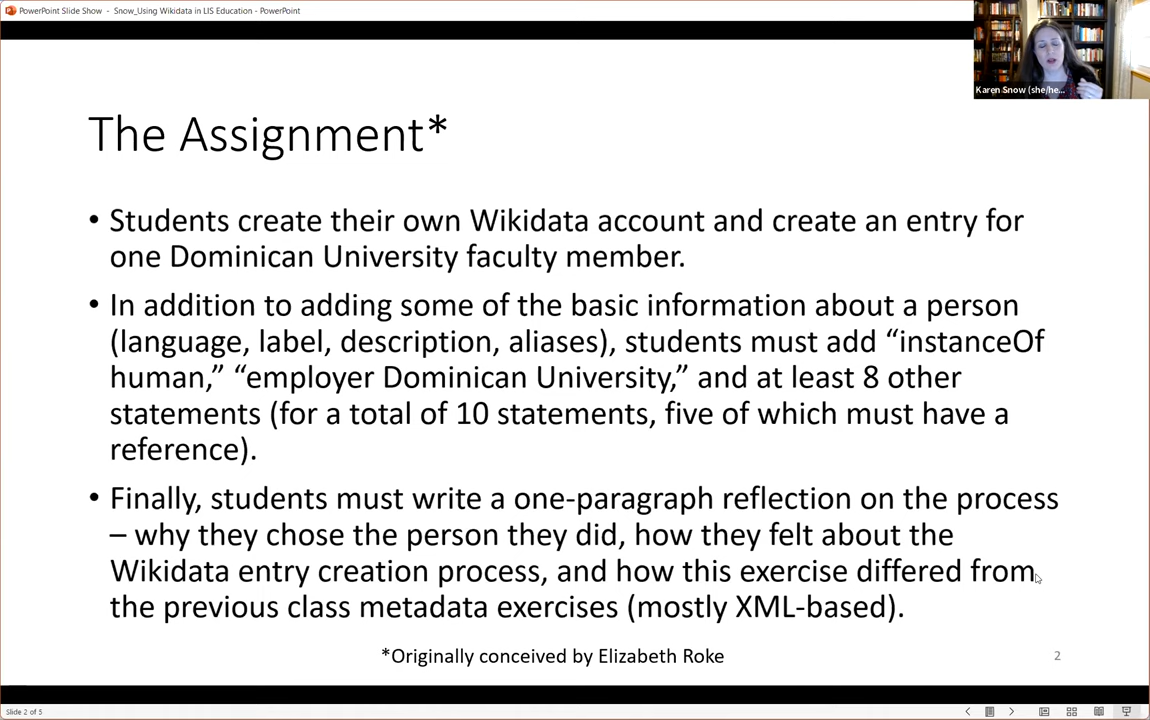 PowerPoint Slide Show - Snow_Using Wikidata in LIS Education - PowerPoint
Karen Snow (she/he...
The Assignment*
• Students create their own Wikidata account and create an entry for
one Dominican University faculty member.
• In addition to adding some of the basic information about a person
(language, label, description, aliases), students must add “instanceOf
human,” “employer Dominican University,” and at least 8 other
statements (for a total of 10 statements, five of which must have a
reference).
• Finally, students must write a one-paragraph reflection on the process
– why they chose the person they did, how they felt about the
Wikidata entry creation process, and how this exercise differed from
the previous class metadata exercises (mostly XML-based).
*Originally conceived by Elizabeth Roke
2
Slide 2 of 5